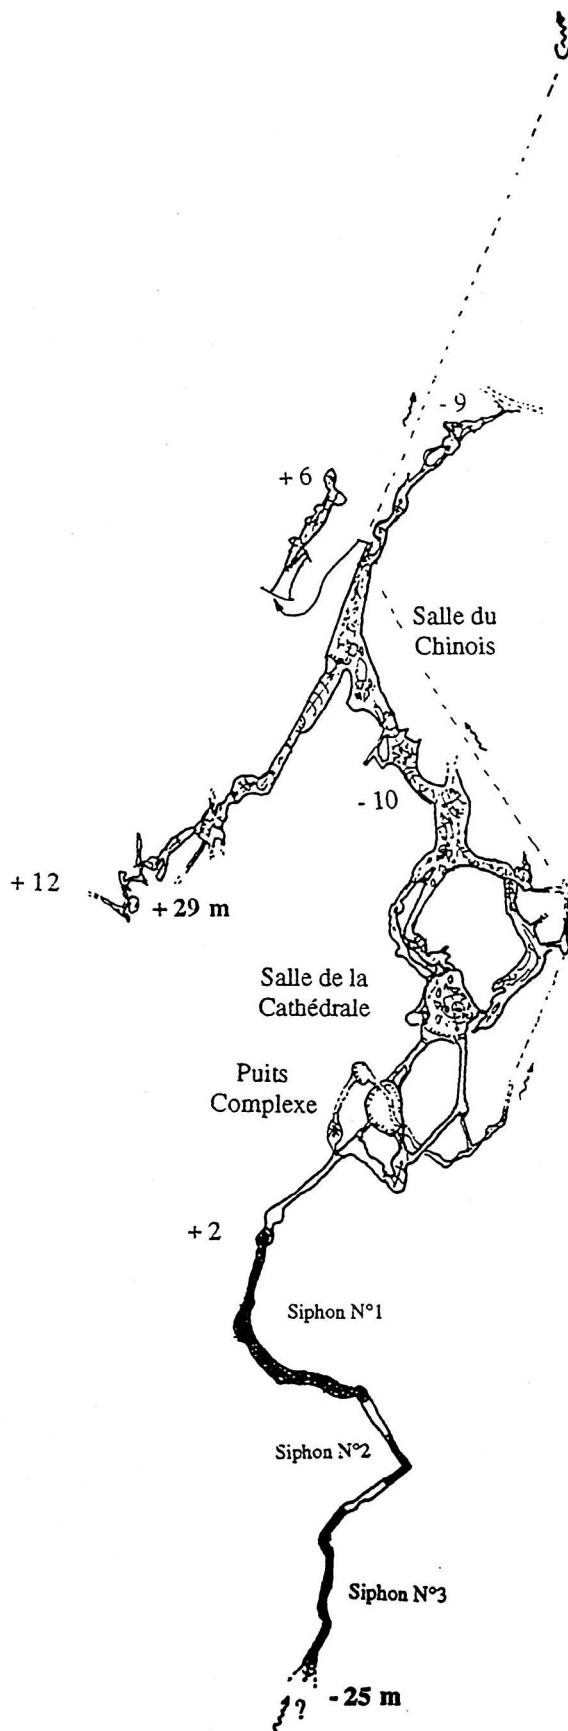 - 9
+ 6
Salle du
Chinois
- 10
+ 12
+ 29 m
Salle de la
Cathédrale
Puits
Complexe
+ 2
Siphon N°1
Siphon N°2
Siphon N°3
? - 25 m